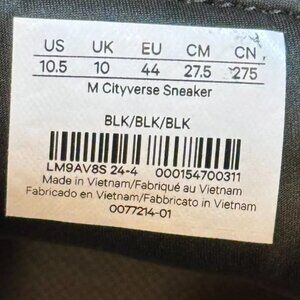 US UK EU CM CN
10.5 10 44 27.5 275
M Cityverse Sneaker
BLK/BLK/BLK
LM9AV8S 24-4 000154700311
Made in Vietnam/Fabriqué au Vietnam
Fabricado en Vietnam/Fabbricato in Vietnam
0077214-01